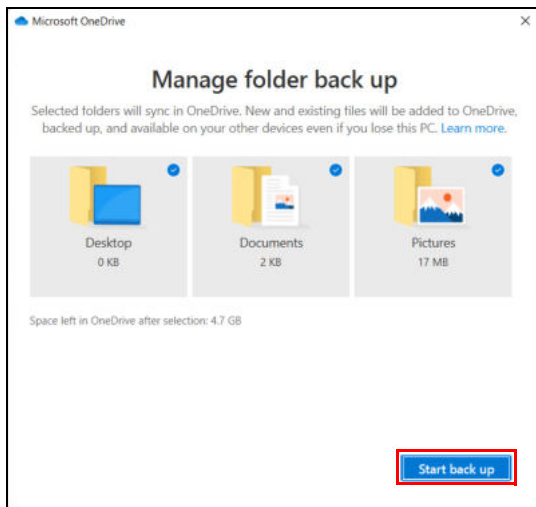 Microsoft OneDrive
Manage folder back up
Selected folders will sync in OneDrive. New and existing files will be added to OneDrive,
backed up, and available on your other devices even if you lose this PC. Learn more.
Desktop
0 KB
Documents
2 KB
Pictures
17 MB
Space left in OneDrive after selection: 4.7 GB
Start back up